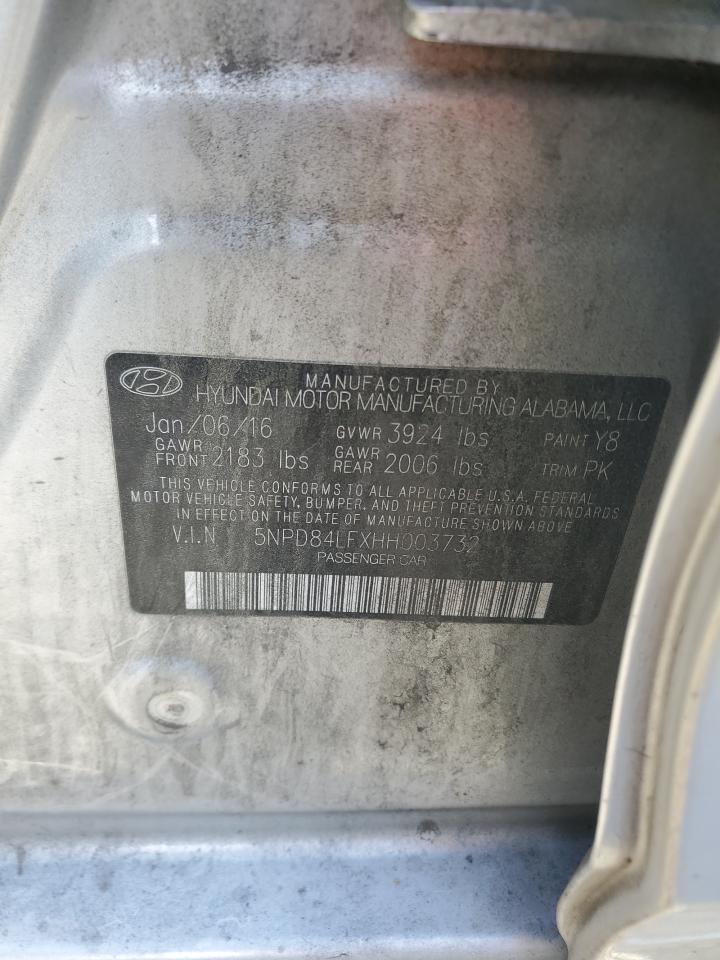 MANUFACTURED BY
HYUNDAI MOTOR MANUFACTURING ALABAMA, LLC
Jan/06/16 GVWR 3924 lbs PAINT Y8
GAWR FRONT 2183 lbs GAWR REAR 2006 lbs TRIM PK
THIS VEHICLE CONFORMS TO ALL APPLICABLE U.S.A. FEDERAL
MOTOR VEHICLE SAFETY, BUMPER, AND THEFT PREVENTION STANDARDS
IN EFFECT ON THE DATE OF MANUFACTURE SHOWN ABOVE
V.I.N 5NPD84LFXHH003732
PASSENGER CAR